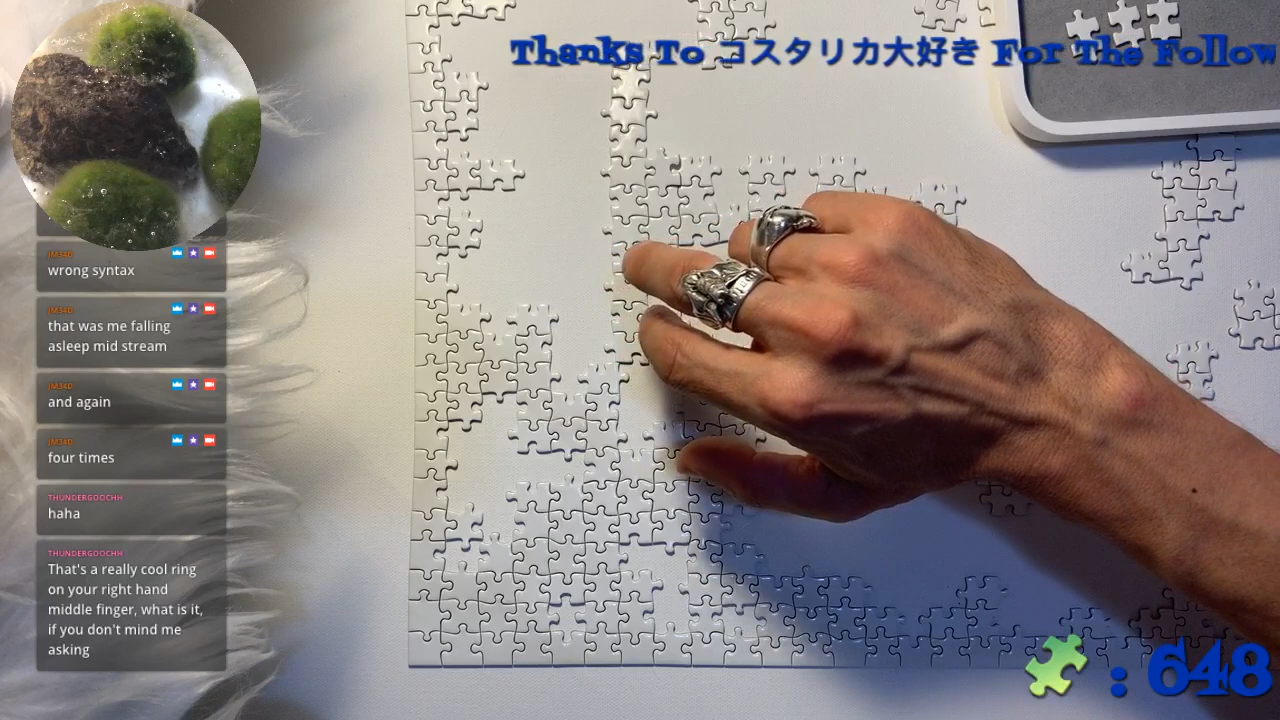 Thanks To コスタリカ大好き For The Follow
JM34D
wrong syntax
JM34D
that was me falling
asleep mid stream
JM34D
and again
JM34D
four times
THUNDERGOOCHH
haha
THUNDERGOOCHH
That's a really cool ring
on your right hand
middle finger, what is it,
if you don't mind me
asking
: 648